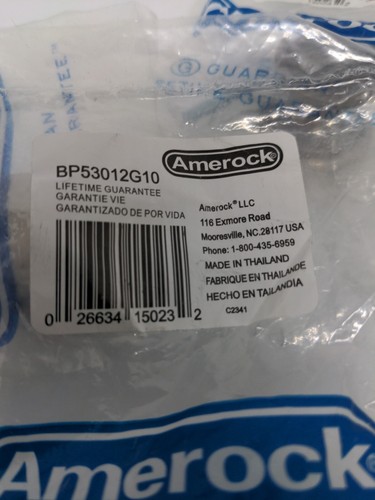 Amerock
GUAR
BP53012G10
Amerock®
LIFETIME GUARANTEE
GARANTIE VIE
GARANTIZADO DE POR VIDA
Amerock® LLC
116 Exmore Road
Mooresville, NC.28117 USA
Phone: 1-800-435-6959
MADE IN THAILAND
FABRIQUE EN THAILANDE
HECHO EN TAILANDIA
C2341
0 26634 15023 2
Amerock